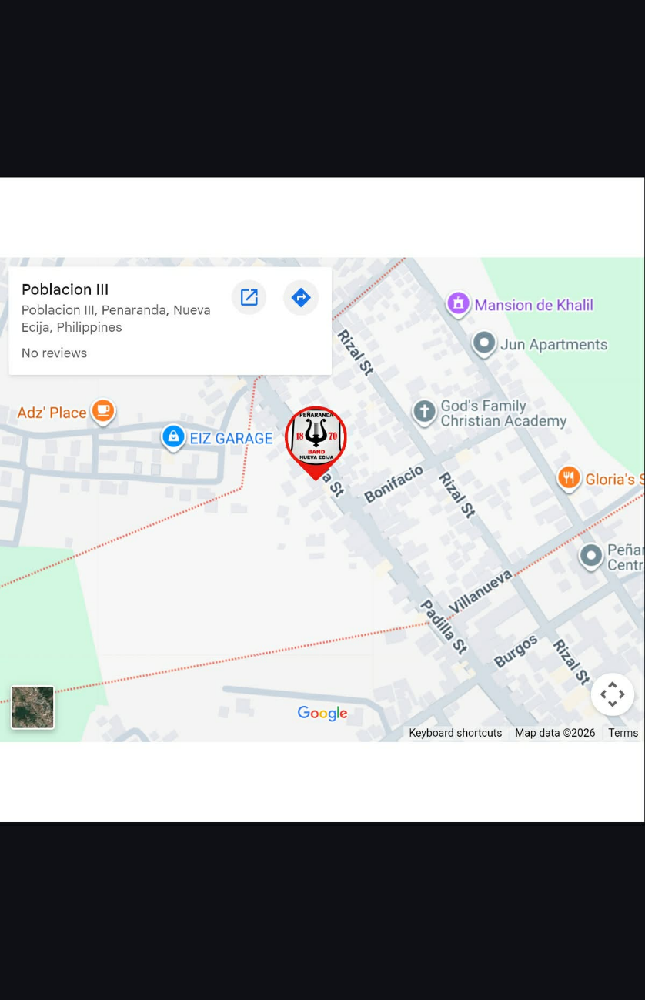 Poblacion III
Poblacion III, Penaranda, Nueva
Ecija, Philippines
No reviews
Mansion de Khalil
Rizal St
Jun Apartments
Adz' Place
God's Family
Christian Academy
EIZ GARAGE
PEÑARANDA
18 70
BAND
NUEVA ECIJA
la St
Bonifacio
Rizal St
Gloria's S
Peñar
Centr
Villanueva
Padilla St
Burgos
Rizal St
Google
Keyboard shortcuts Map data ©2026 Terms